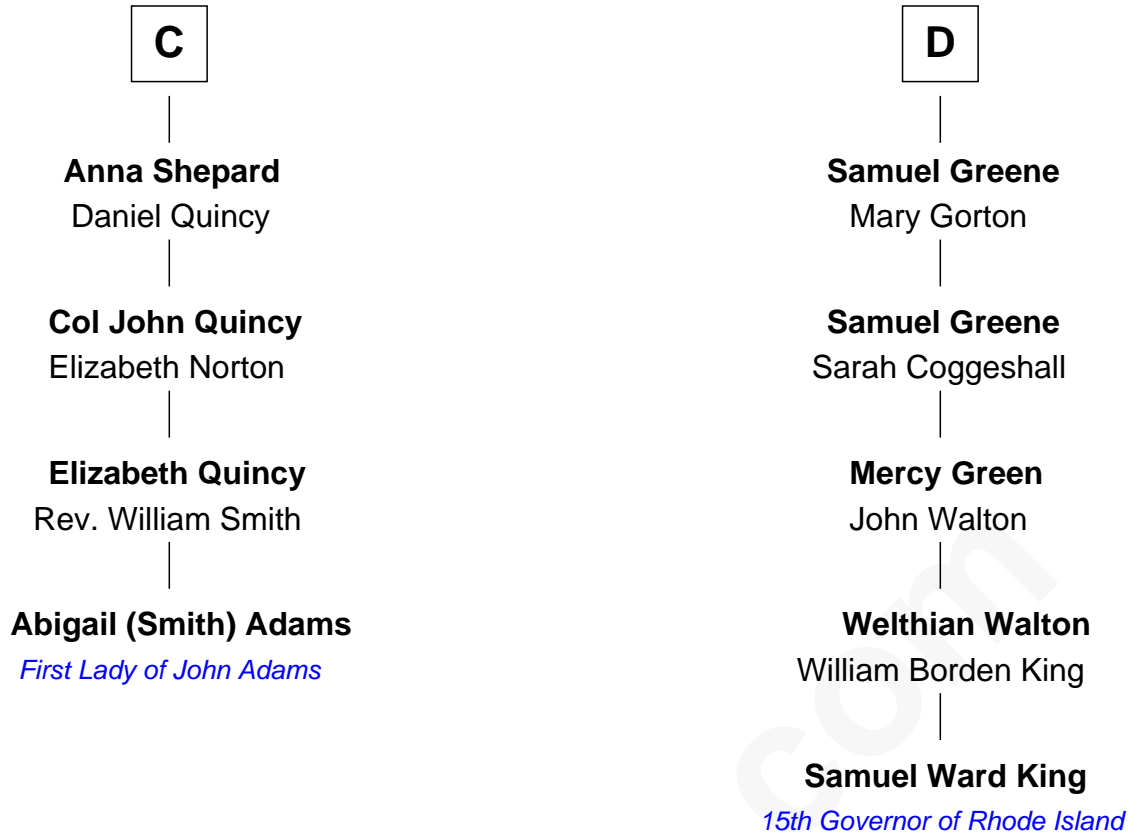 C
Anna Shepard
Daniel Quincy
Col John Quincy
Elizabeth Norton
Elizabeth Quincy
Rev. William Smith
Abigail (Smith) Adams
First Lady of John Adams
D
Samuel Greene
Mary Gorton
Samuel Greene
Sarah Coggeshall
Mercy Green
John Walton
Welthian Walton
William Borden King
Samuel Ward King
15th Governor of Rhode Island
com